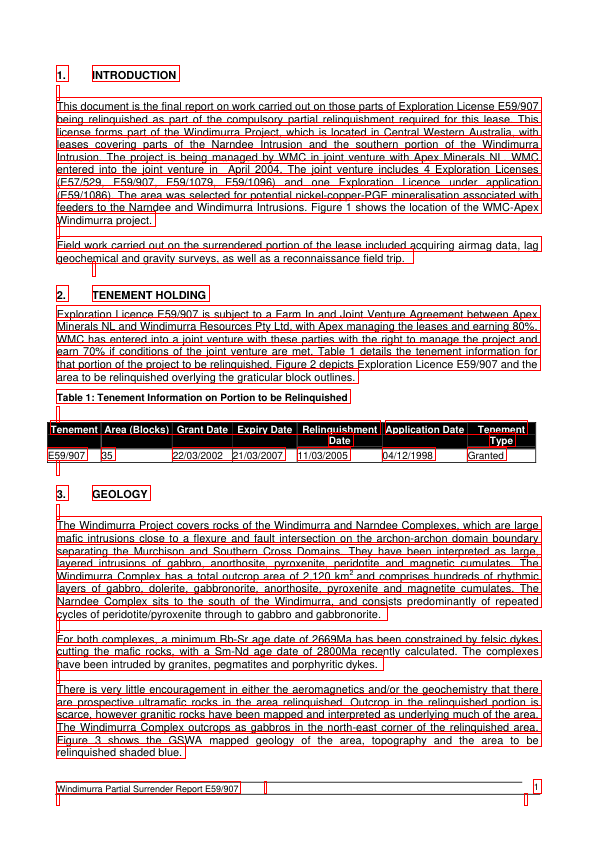 1. INTRODUCTION
This document is the final report on work carried out on those parts of Exploration License E59/907
being relinquished as part of the compulsory partial relinquishment required for this lease. This
license forms part of the Windimurra Project, which is located in Central Western Australia, with
leases covering parts of the Narndee Intrusion and the southern portion of the Windimurra
Intrusion. The project is being managed by WMC in joint venture with Apex Minerals NL. WMC
entered into the joint venture in April 2004. The joint venture includes 4 Exploration Licenses
(E57/529, E59/907, E59/1079, E59/1096) and one Exploration Licence under application
(E59/1086). The area was selected for potential nickel-copper-PGE mineralisation associated with
feeders to the Narndee and Windimurra Intrusions. Figure 1 shows the location of the WMC-Apex
Windimurra project.
Field work carried out on the surrendered portion of the lease included acquiring airmag data, lag
geochemical and gravity surveys, as well as a reconnaissance field trip.
2. TENEMENT HOLDING
Exploration Licence E59/907 is subject to a Farm In and Joint Venture Agreement between Apex
Minerals NL and Windimurra Resources Pty Ltd, with Apex managing the leases and earning 80%.
WMC has entered into a joint venture with these parties with the right to manage the project and
earn 70% if conditions of the joint venture are met. Table 1 details the tenement information for
that portion of the project to be relinquished. Figure 2 depicts Exploration Licence E59/907 and the
area to be relinquished overlying the graticular block outlines.
Table 1: Tenement Information on Portion to be Relinquished
Tenement Area (Blocks) Grant Date Expiry Date Relinquishment Application Date Tenement
Date Type
E59/907 35 22/03/2002 21/03/2007 11/03/2005 04/12/1998 Granted
3. GEOLOGY
The Windimurra Project covers rocks of the Windimurra and Narndee Complexes, which are large
mafic intrusions close to a flexure and fault intersection on the archon-archon domain boundary
separating the Murchison and Southern Cross Domains. They have been interpreted as large
layered intrusions of gabbro, anorthosite, pyroxenite, peridotite and magnetic cumulates. The
Windimurra Complex has a total outcrop area of 2,120 km² and comprises hundreds of rhythmic
layers of gabbro, dolerite, gabbronorite, anorthosite, pyroxenite and magnetite cumulates. The
Narndee Complex sits to the south of the Windimurra, and consists predominantly of repeated
cycles of peridotite/pyroxenite through to gabbro and gabbronorite.
For both complexes, a minimum Rb-Sr age date of 2669Ma has been constrained by felsic dykes
cutting the mafic rocks, with a Sm-Nd age date of 2800Ma recently calculated. The complexes
have been intruded by granites, pegmatites and porphyritic dykes.
There is very little encouragement in either the aeromagnetics and/or the geochemistry that there
are prospective ultramafic rocks in the area relinquished. Outcrop in the relinquished portion is
scarce, however granitic rocks have been mapped and interpreted as underlying much of the area.
The Windimurra Complex outcrops as gabbros in the north-east corner of the relinquished area.
Figure 3 shows the GSWA mapped geology of the area, topography and the area to be
relinquished shaded blue.
Windimurra Partial Surrender Report E59/907 1